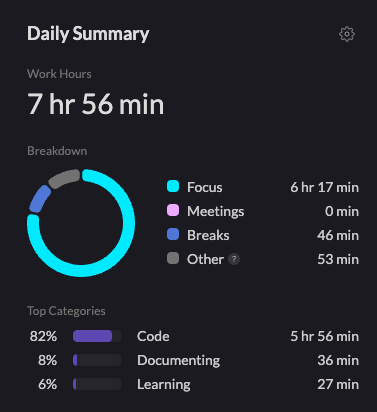 Daily Summary
Work Hours
7 hr 56 min
Breakdown
Focus 6 hr 17 min
Meetings 0 min
Breaks 46 min
Other ? 53 min
Top Categories
82% Code 5 hr 56 min
8% Documenting 36 min
6% Learning 27 min